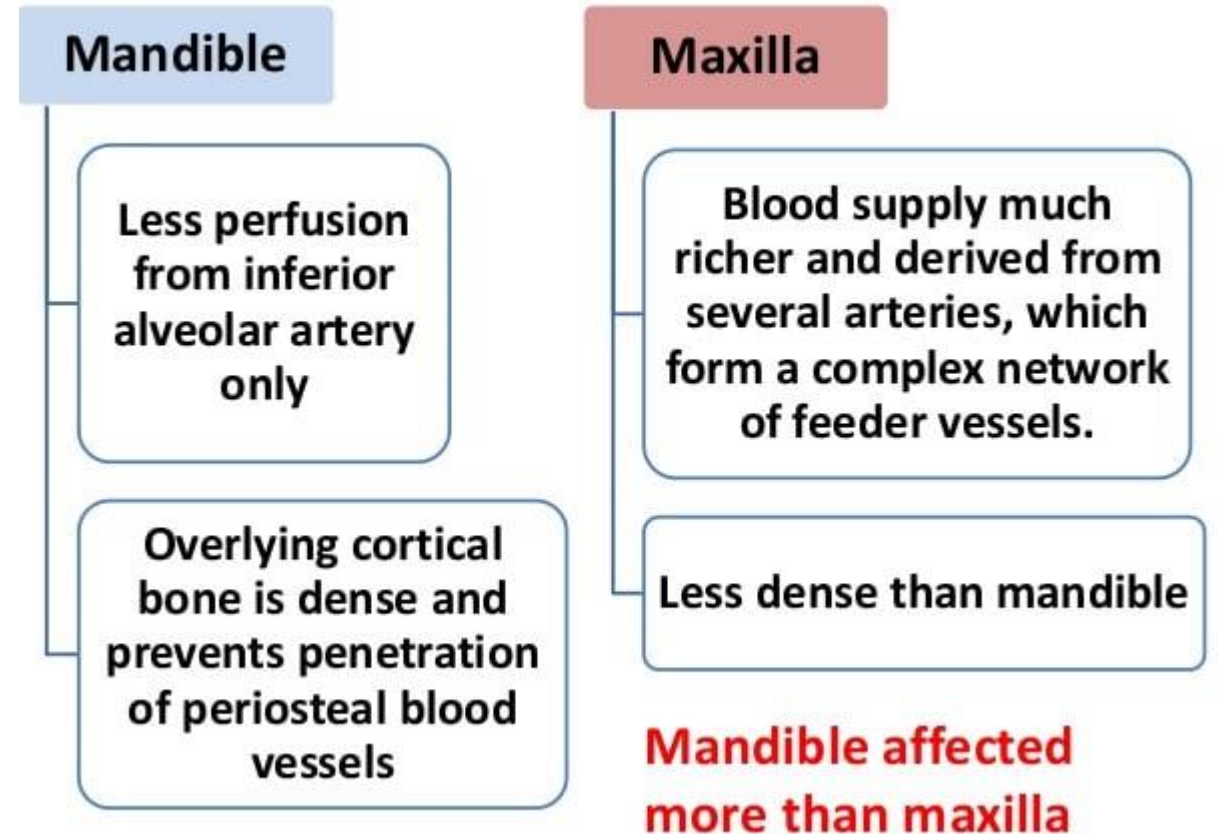 Mandible
Less perfusion
from inferior
alveolar artery
only
Overlying cortical
bone is dense and
prevents penetration
of periosteal blood
vessels
Maxilla
Blood supply much
richer and derived from
several arteries, which
form a complex network
of feeder vessels.
Less dense than mandible
Mandible affected
more than maxilla